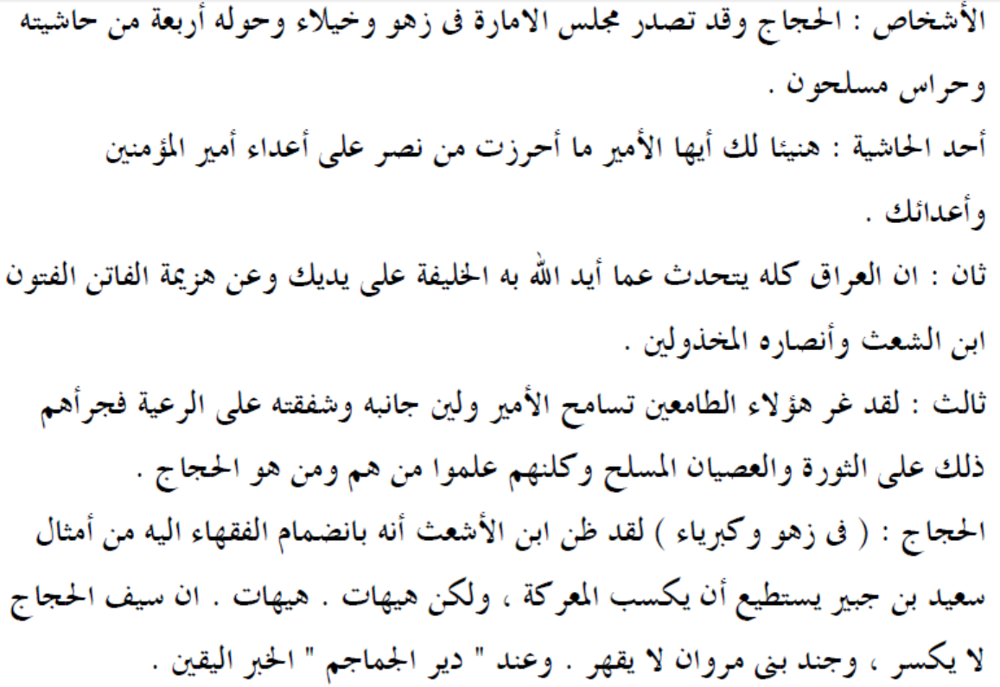 الأشخاص : الحجاج وقد تصدر مجلس الامارة فى زهو وخيلاء وحوله أربعة من حاشيته
وحراس مسلحون .
أحد الحاشية : هنيئا لك أيها الأمير ما أحرزت من نصر على أعداء أمير المؤمنين
وأعدائك .
ثان : ان العراق كله يتحدث عما أيد الله به الخليفة على يديك وعن هزيمة الفاتن الفتون
ابن الشعث وأنصاره المخذولين .
ثالث : لقد غر هؤلاء الطامعين تسامح الأمير ولين جانبه وشفقته على الرعية فجرأهم
ذلك على الثورة والعصيان المسلح وكلنهم علموا من هم ومن هو الحجاج .
الحجاج : ( فى زهو وكبرياء ) لقد ظن ابن الأشعث أنه بانضمام الفقهاء اليه من أمثال
سعيد بن جبير يستطيع أن يكسب المعركة ، ولكن هيهات . هيهات . ان سيف الحجاج
لا يكسر ، وجند بنى مروان لا يقهر . وعند " دير الجماجم " الخبر اليقين .